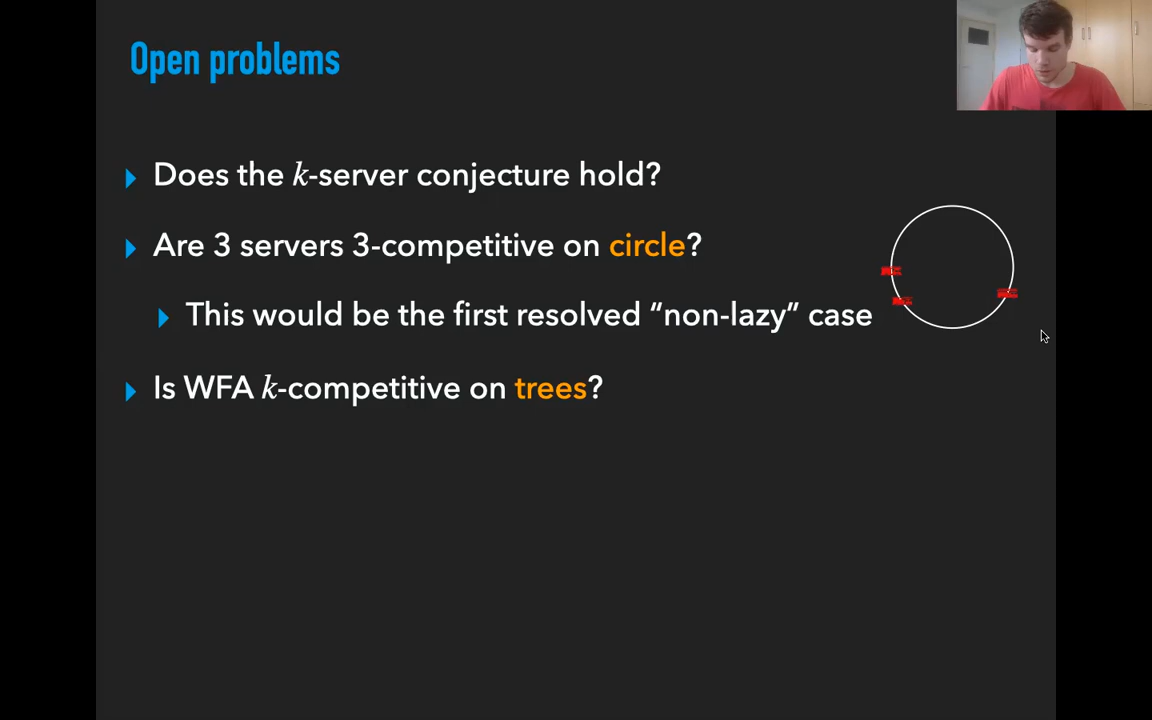 Open problems
Does the k-server conjecture hold?
Are 3 servers 3-competitive on circle?
This would be the first resolved “non-lazy” case
Is WFA k-competitive on trees?